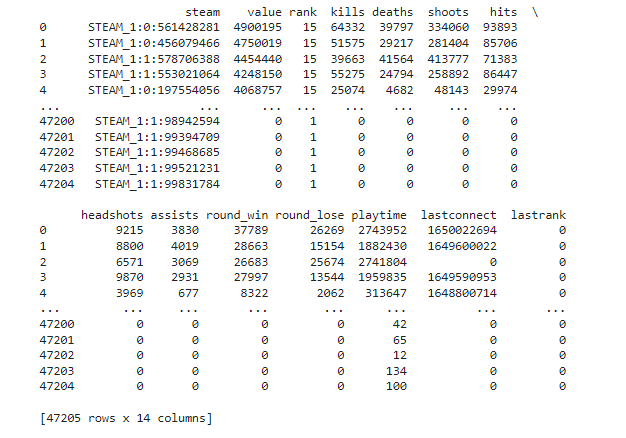 steam value rank kills deaths shoots hits \
0 STEAM_1:0:561428281 4900195 15 64332 39797 334060 93893
1 STEAM_1:0:456079466 4750019 15 51575 29217 281404 85706
2 STEAM_1:1:578706388 4454440 15 39663 41564 413777 71383
3 STEAM_1:1:553021064 4248150 15 55275 24794 258892 86447
4 STEAM_1:0:197554056 4068757 15 25074 4682 48143 29974
... ... ... ... ... ... ... ...
47200 STEAM_1:1:98942594 0 1 0 0 0 0
47201 STEAM_1:1:99394709 0 1 0 0 0 0
47202 STEAM_1:1:99468685 0 1 0 0 0 0
47203 STEAM_1:1:99521231 0 1 0 0 0 0
47204 STEAM_1:1:99831784 0 1 0 0 0 0
headshots assists round_win round_lose playtime lastconnect lastrank
0 9215 3830 37789 26269 2743952 1650022694 0
1 8800 4019 28663 15154 1882430 1649600022 0
2 6571 3069 26683 25674 2741804 0 0
3 9870 2931 27997 13544 1959835 1649590953 0
4 3969 677 8322 2062 313647 1648800714 0
... ... ... ... ... ... ... ...
47200 0 0 0 0 42 0 0
47201 0 0 0 0 65 0 0
47202 0 0 0 0 12 0 0
47203 0 0 0 0 134 0 0
47204 0 0 0 0 100 0 0
[47205 rows x 14 columns]